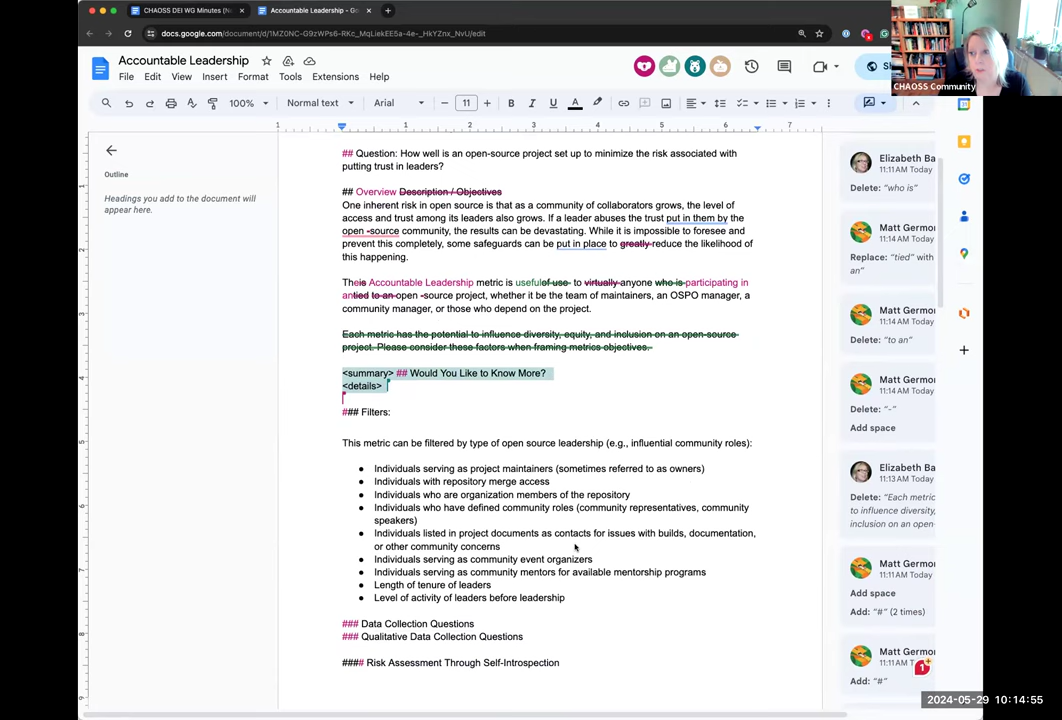 CHAOSS DEI WG Minutes (N
Accountable Leadership - Go
docs.google.com/document/d/1MZ0NC-G9zWPs6-RKc_MqLiekEE5a-4e-_HkYZnx_NvU/edit
Accountable Leadership
File Edit View Insert Format Tools Extensions Help
Sh
CHAOSS Community
100% Normal text Arial 11 B I U A
1 1 2 3 4 5 6 7
Outline
Headings you add to the document will
appear here.
## Question: How well is an open-source project set up to minimize the risk associated with
putting trust in leaders?
## Overview Description / Objectives
One inherent risk in open source is that as a community of collaborators grows, the level of
access and trust among its leaders also grows. If a leader abuses the trust put in them by the
open -source community, the results can be devastating. While it is impossible to foresee and
prevent this completely, some safeguards can be put in place to greatly reduce the likelihood of
this happening.
Theis Accountable Leadership metric is usefulof use to virtually anyone who is participating in
antied to an open -source project, whether it be the team of maintainers, an OSPO manager, a
community manager, or those who depend on the project.
Each metric has the potential to influence diversity, equity, and inclusion on an open-source
project. Please consider these factors when framing metrics objectives.
<summary> ## Would You Like to Know More?
<details>
### Filters:
This metric can be filtered by type of open source leadership (e.g., influential community roles):
● Individuals serving as project maintainers (sometimes referred to as owners)
● Individuals with repository merge access
● Individuals who are organization members of the repository
● Individuals who have defined community roles (community representatives, community
speakers)
● Individuals listed in project documents as contacts for issues with builds, documentation,
or other community concerns
● Individuals serving as community event organizers
● Individuals serving as community mentors for available mentorship programs
● Length of tenure of leaders
● Level of activity of leaders before leadership
### Data Collection Questions
### Qualitative Data Collection Questions
#### Risk Assessment Through Self-Introspection
Elizabeth Ba
11:11 AM Today
Delete: “who is”
Matt Germon
11:14 AM Today
Replace: “tied” with
an”
Matt Germon
11:14 AM Today
Delete: “to an”
Matt Germon
11:14 AM Today
Delete: “-”
Add space
Elizabeth Ba
11:13 AM Today
Delete: “Each metric
to influence diversity,
inclusion on an open-
Matt Germon
11:11 AM Today
Add space
Add: “#” (2 times)
Matt Germon
11:11 AM
Add: “#”
1
2024-05-29 10:14:55